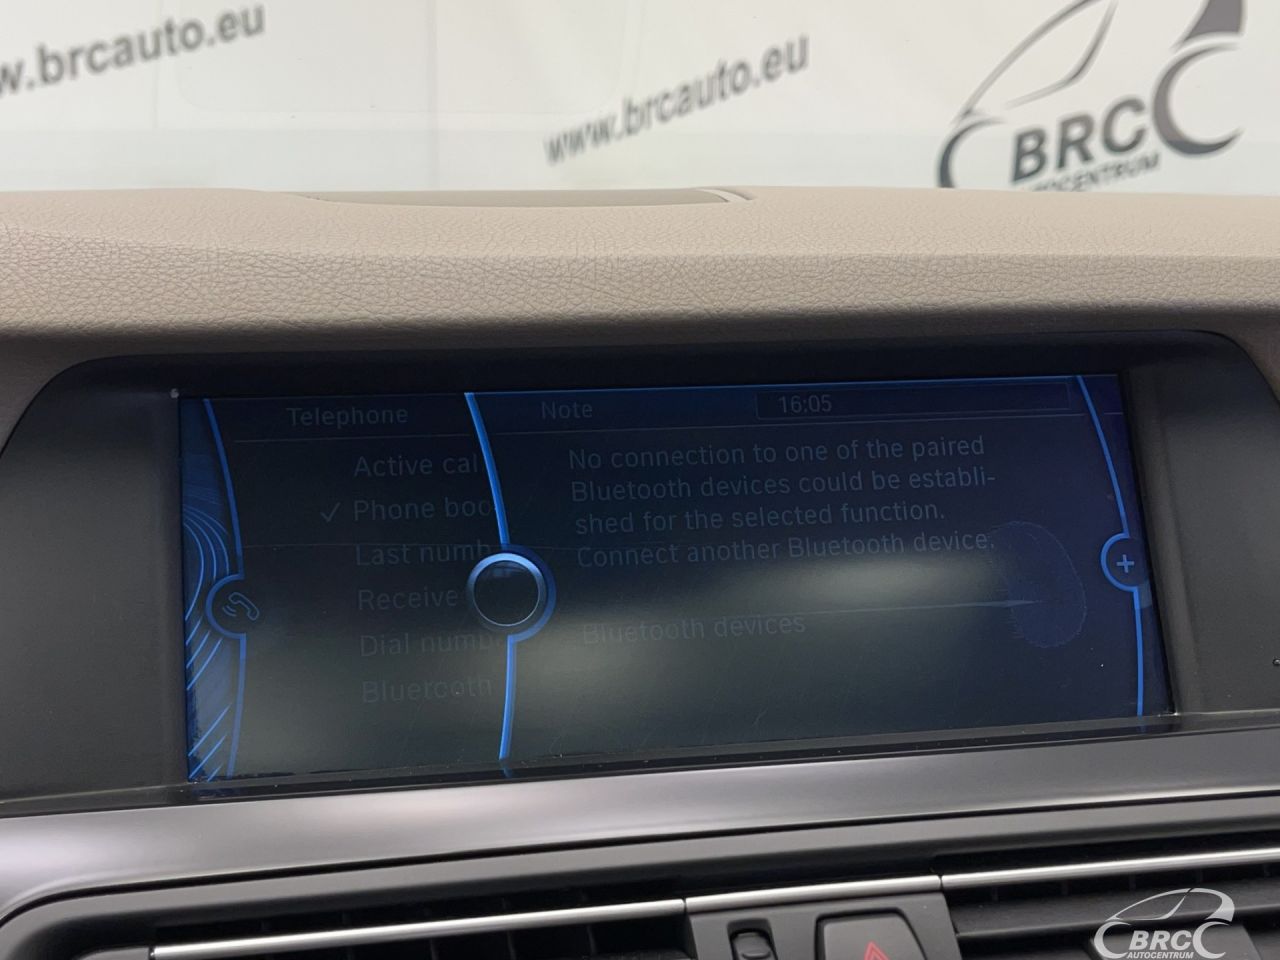 www.brcauto.eu
www.brcauto.eu
BRC
AUTOCENTRUM
Telephone
Note
16:05
Active cal
✓ Phone boo
Last numb
Receive
Dial numb
Bluetooth
No connection to one of the paired
Bluetooth devices could be establi-
shed for the selected function.
Connect another Bluetooth device.
Bluetooth devices
+
BRC
AUTOCENTRUM